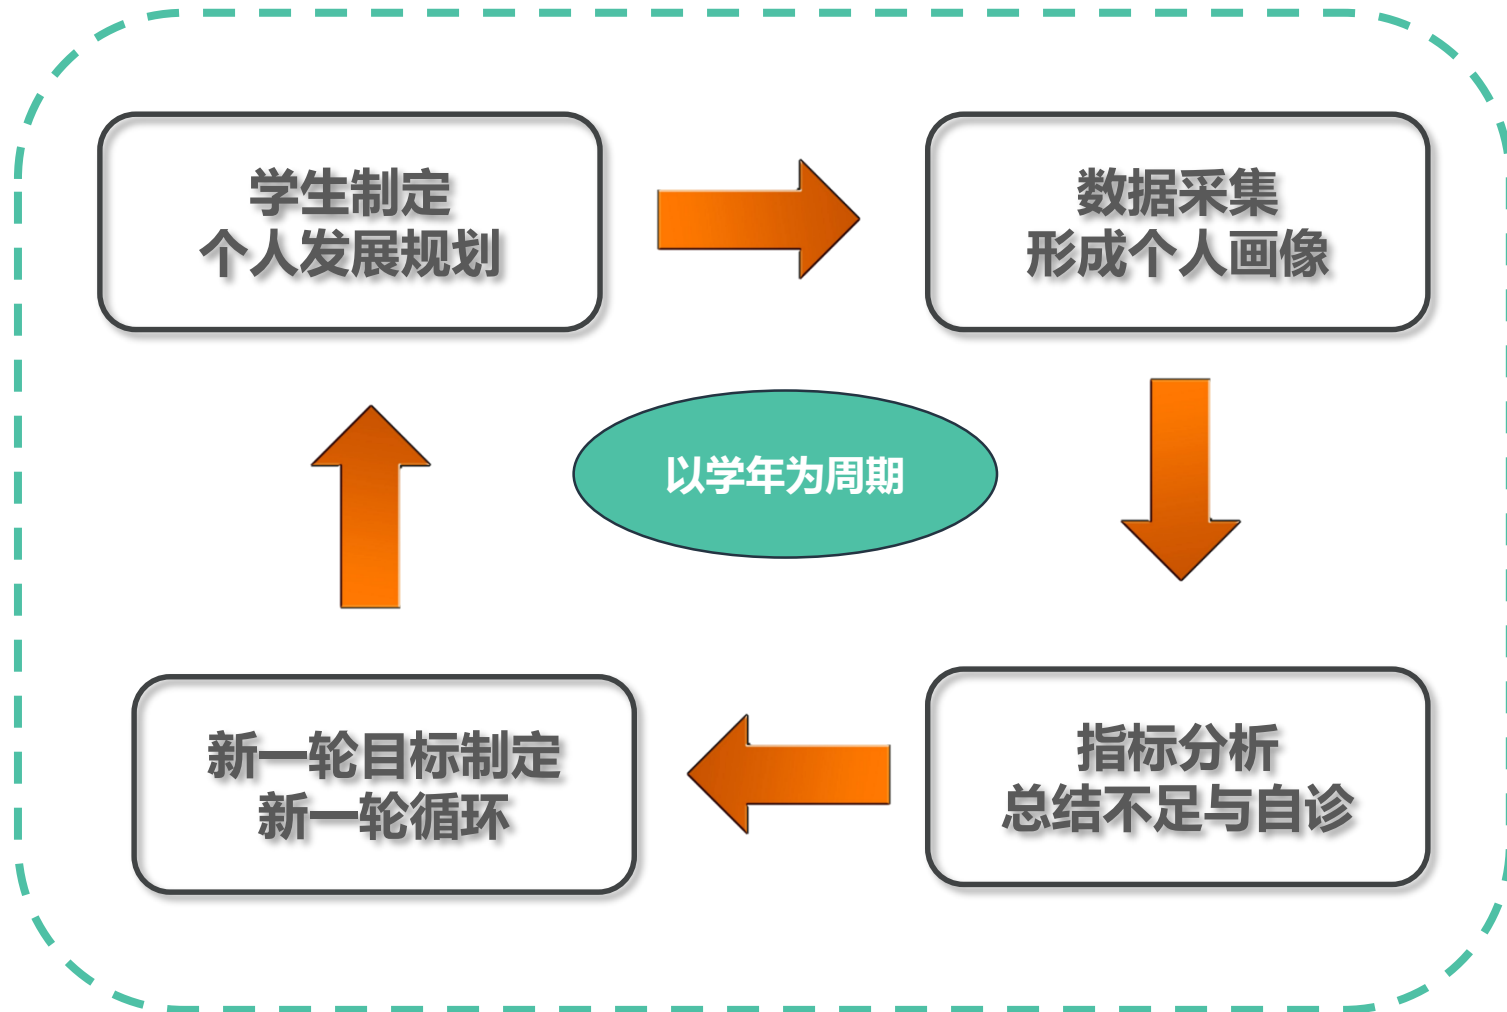 学生制定
个人发展规划
数据采集
形成个人画像
以学年为周期
新一轮目标制定
新一轮循环
指标分析
总结不足与自诊